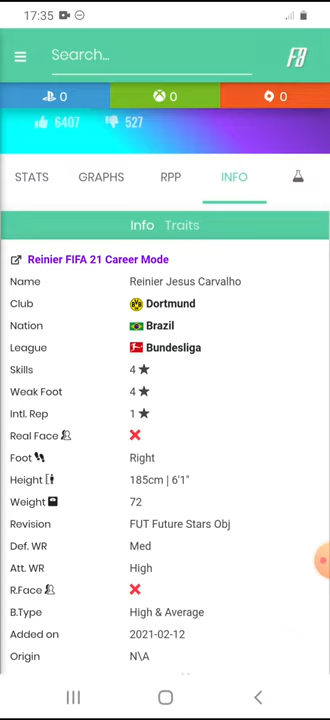 17:35
Search...
F8
0 0 0
6407 527
STATS GRAPHS RPP INFO
Info Traits
Reinier FIFA 21 Career Mode
Name Reinier Jesus Carvalho
Club Dortmund
Nation Brazil
League Bundesliga
Skills 4 ★
Weak Foot 4 ★
Intl. Rep 1 ★
Real Face
Foot Right
Height 185cm | 6'1"
Weight 72
Revision FUT Future Stars Obj
Def. WR Med
Att. WR High
R.Face
B.Type High & Average
Added on 2021-02-12
Origin N\A